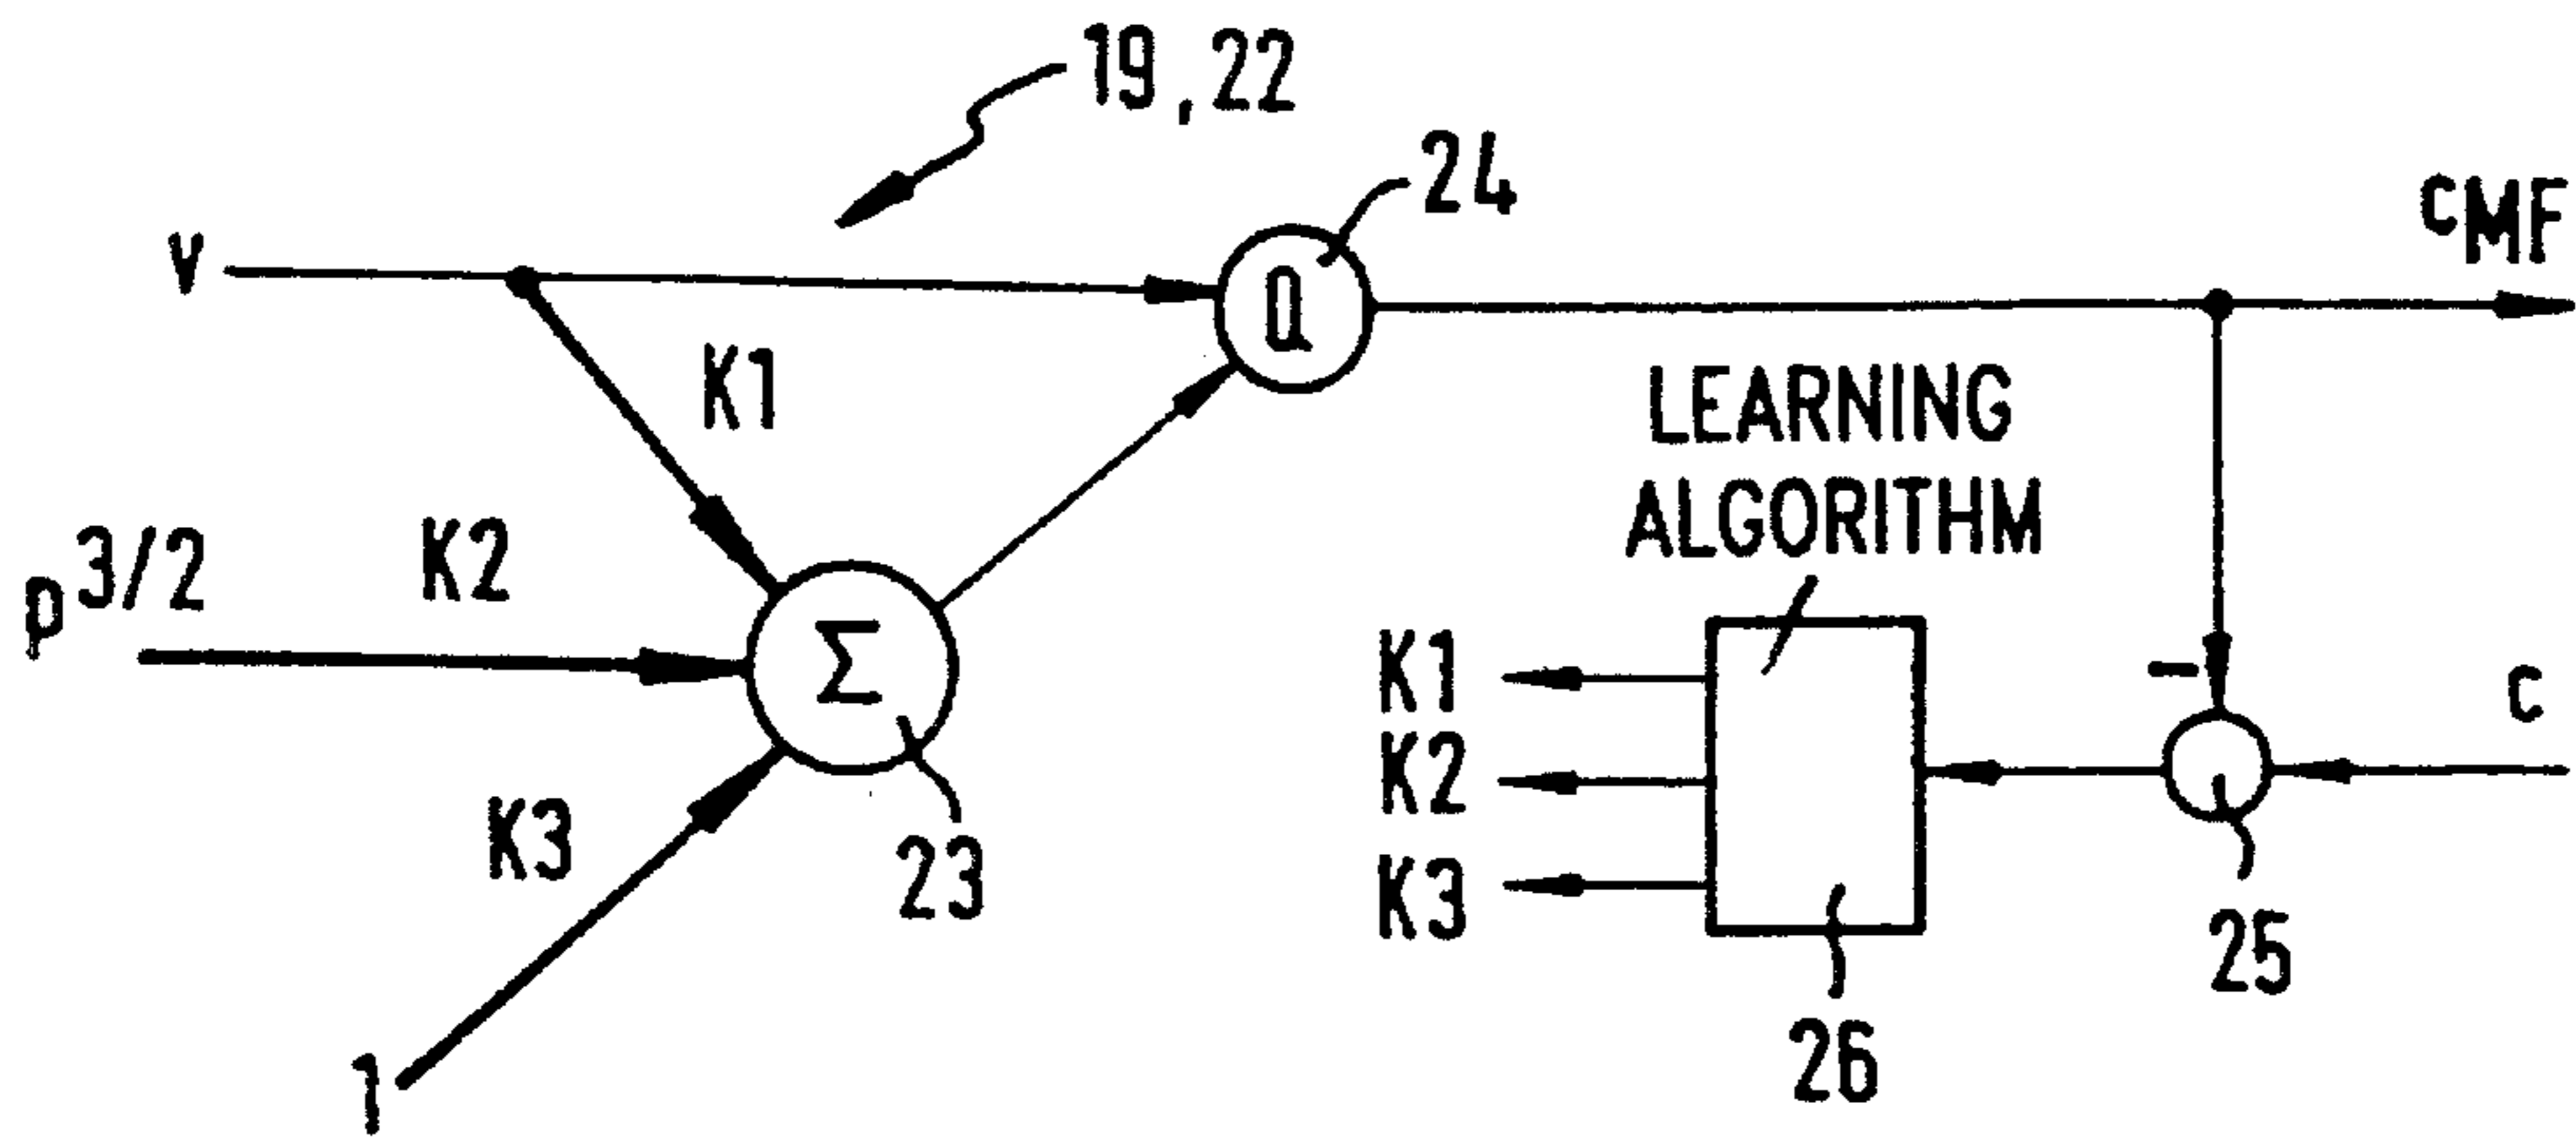 19,22
24
cMF
v
K1
LEARNING
ALGORITHM
Q
K2
p3/2
Σ
K1
-
c
K2
K3
K3
23
25
26
1